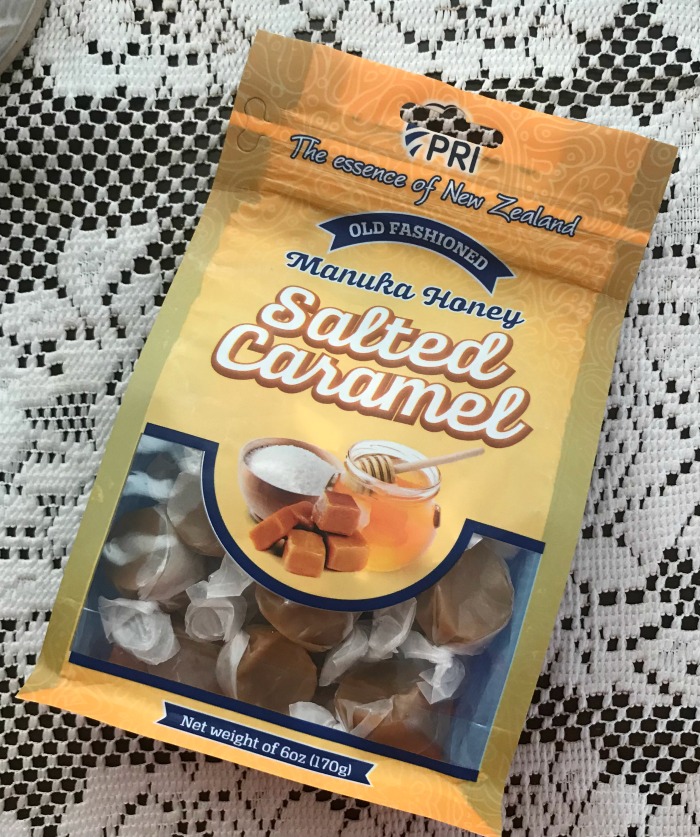 PRI
The essence of New Zealand
OLD FASHIONED
Manuka Honey
Salted
Caramel
Net weight of 6oz (170g)